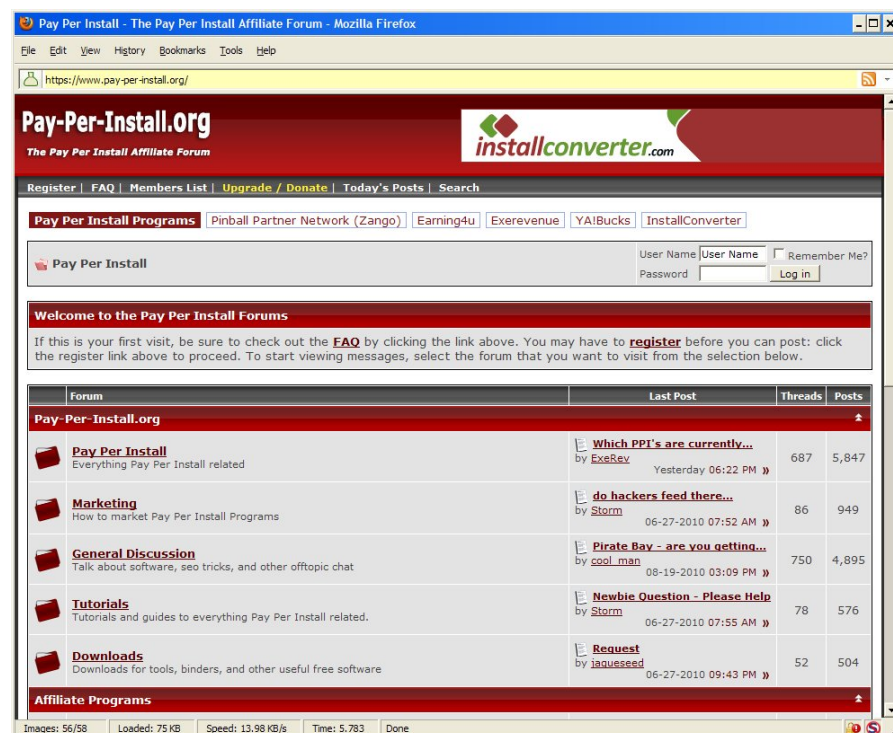 Pay Per Install - The Pay Per Install Affiliate Forum - Mozilla Firefox
File Edit View History Bookmarks Tools Help
https://www.pay-per-install.org/
Pay-Per-Install.org
The Pay Per Install Affiliate Forum
installconverter.com
Register | FAQ | Members List | Upgrade / Donate | Today's Posts | Search
Pay Per Install Programs Pinball Partner Network (Zango) Earning4u Exerevenue YA!Bucks InstallConverter
Pay Per Install
User Name User Name Remember Me?
Password Log in
Welcome to the Pay Per Install Forums
If this is your first visit, be sure to check out the FAQ by clicking the link above. You may have to register before you can post: click
the register link above to proceed. To start viewing messages, select the forum that you want to visit from the selection below.
Forum Last Post Threads Posts
Pay-Per-Install.org
Pay Per Install Which PPI's are currently...
Everything Pay Per Install related by ExeRev 687 5,847
Yesterday 06:22 PM »
Marketing do hackers feed there...
How to market Pay Per Install Programs by Storm 86 949
06-27-2010 07:52 AM »
General Discussion Pirate Bay - are you getting...
Talk about software, seo tricks, and other offtopic chat by cool_man 750 4,895
08-19-2010 03:09 PM »
Tutorials Newbie Question - Please Help
Tutorials and guides to everything Pay Per Install related. by Storm 78 576
06-27-2010 07:55 AM »
Downloads Request
Downloads for tools, binders, and other useful free software by jaqueseed 52 504
06-27-2010 09:43 PM »
Affiliate Programs
Images: 56/58 Loaded: 75 KB Speed: 13.98 KB/s Time: 5.783 Done